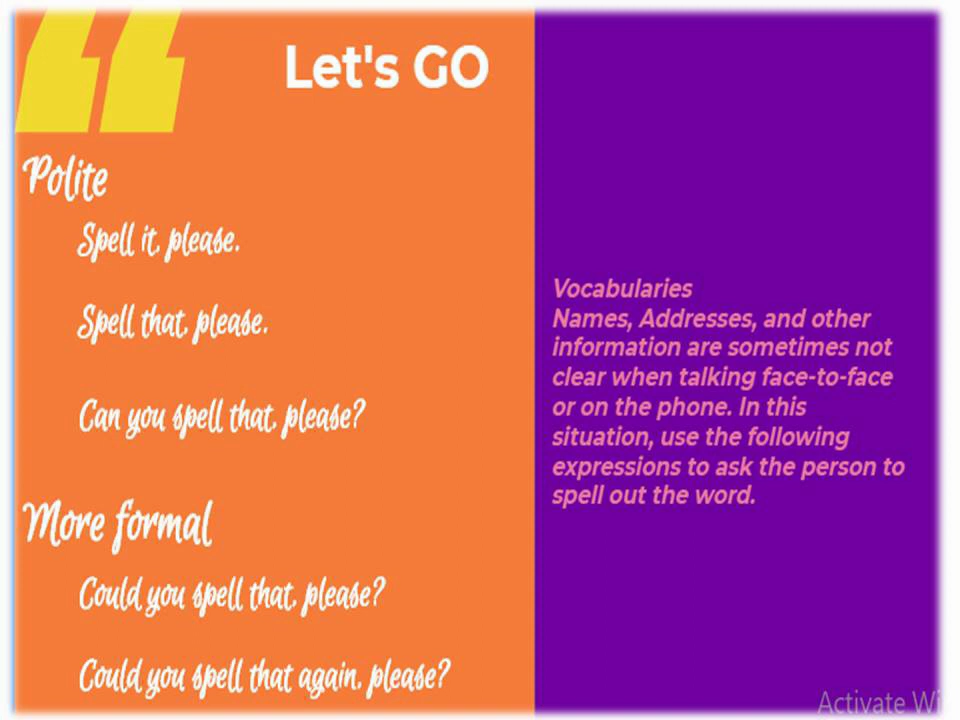 Let's GO
Polite
Spell it, please.
Spell that, please.
Can you spell that, please?
More formal
Could you spell that, please?
Could you spell that again, please?
Vocabularies
Names, Addresses, and other
information are sometimes not
clear when talking face-to-face
or on the phone. In this
situation, use the following
expressions to ask the person to
spell out the word.
Activate Wi